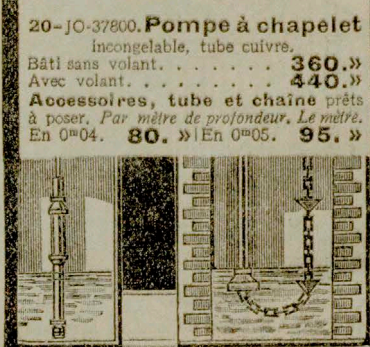 20-JO-37800. Pompe à chapelet
incongelable, tube cuivre.
Bâti sans volant. . . . . . . 360.»
Avec volant. . . . . . . . . 440.»
Accessoires, tube et chaîne prêts
à poser. Par mètre de profondeur. Le mètre.
En 0m04. 80. » | En 0m05. 95. »